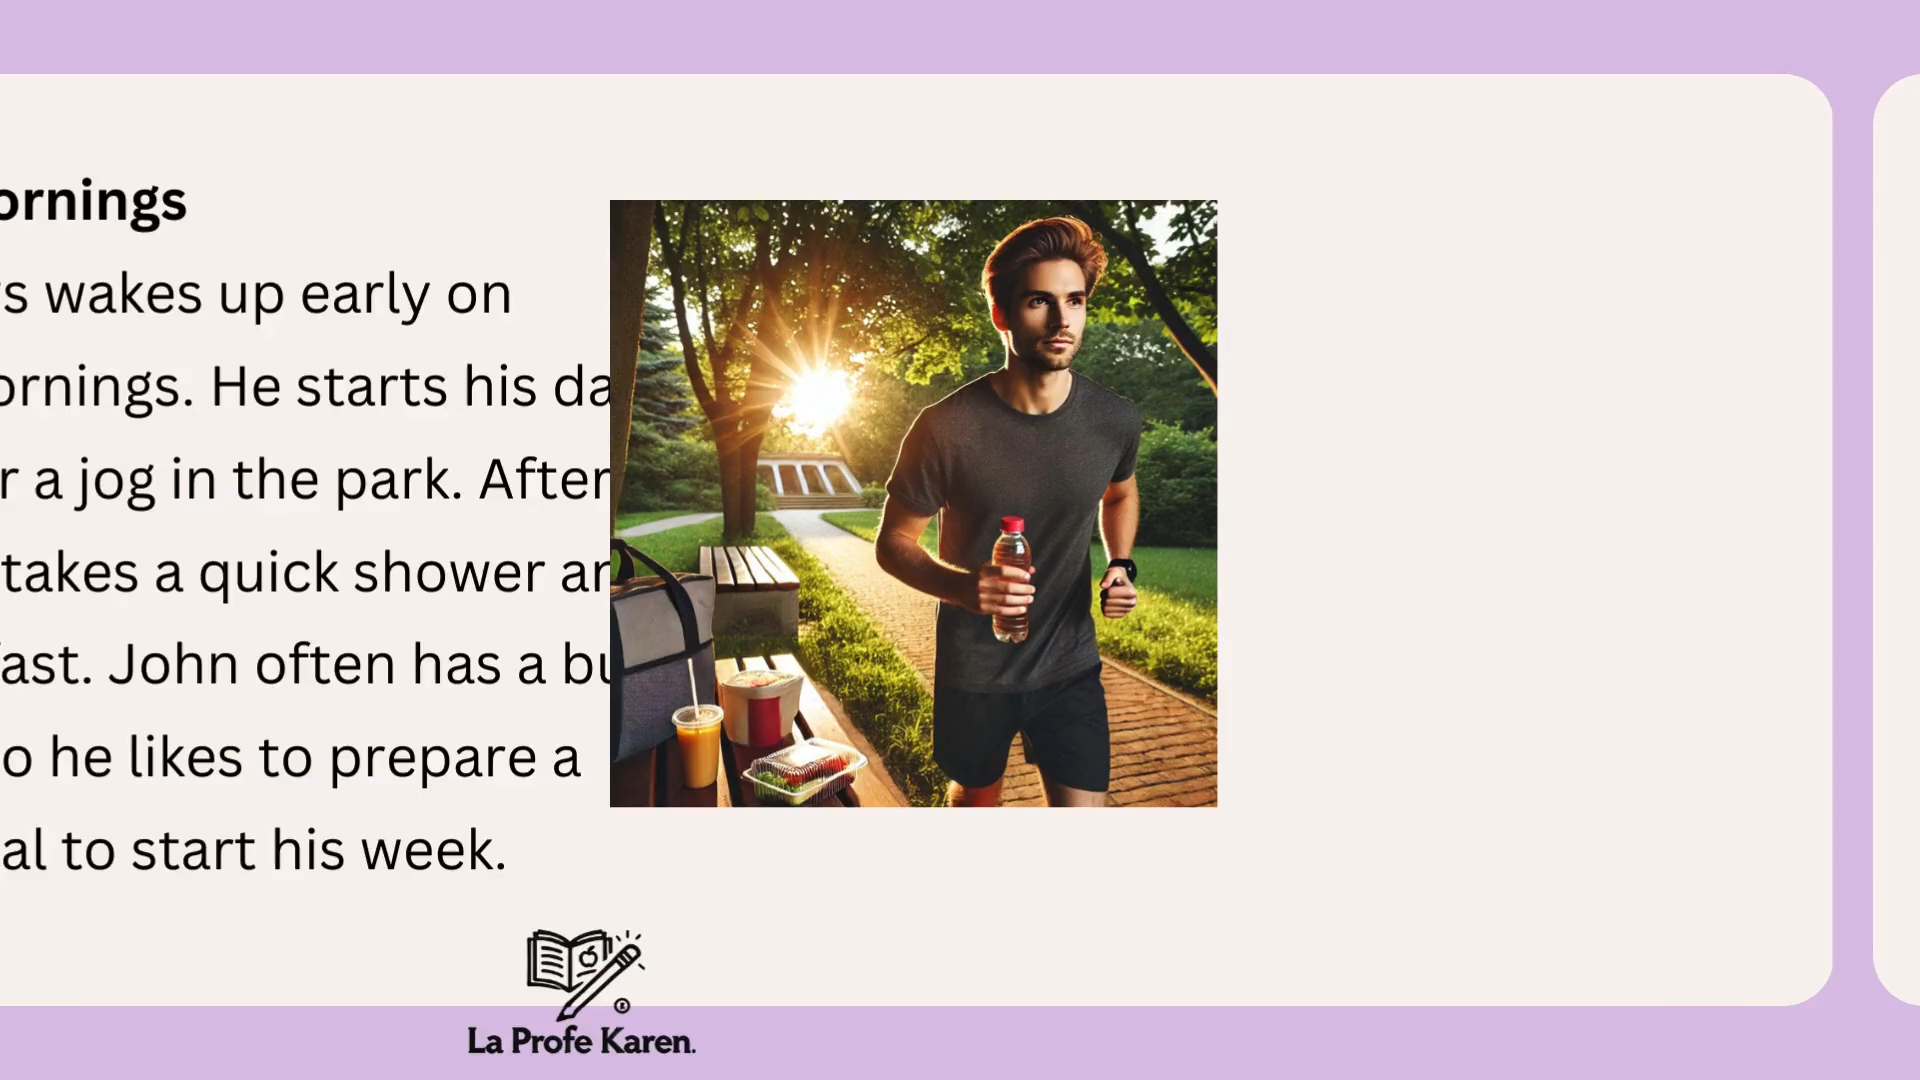 ornings
s wakes up early on
ornings. He starts his da
r a jog in the park. After
takes a quick shower ar
ast. John often has a bu
o he likes to prepare a
al to start his week.
La Profe Karen.